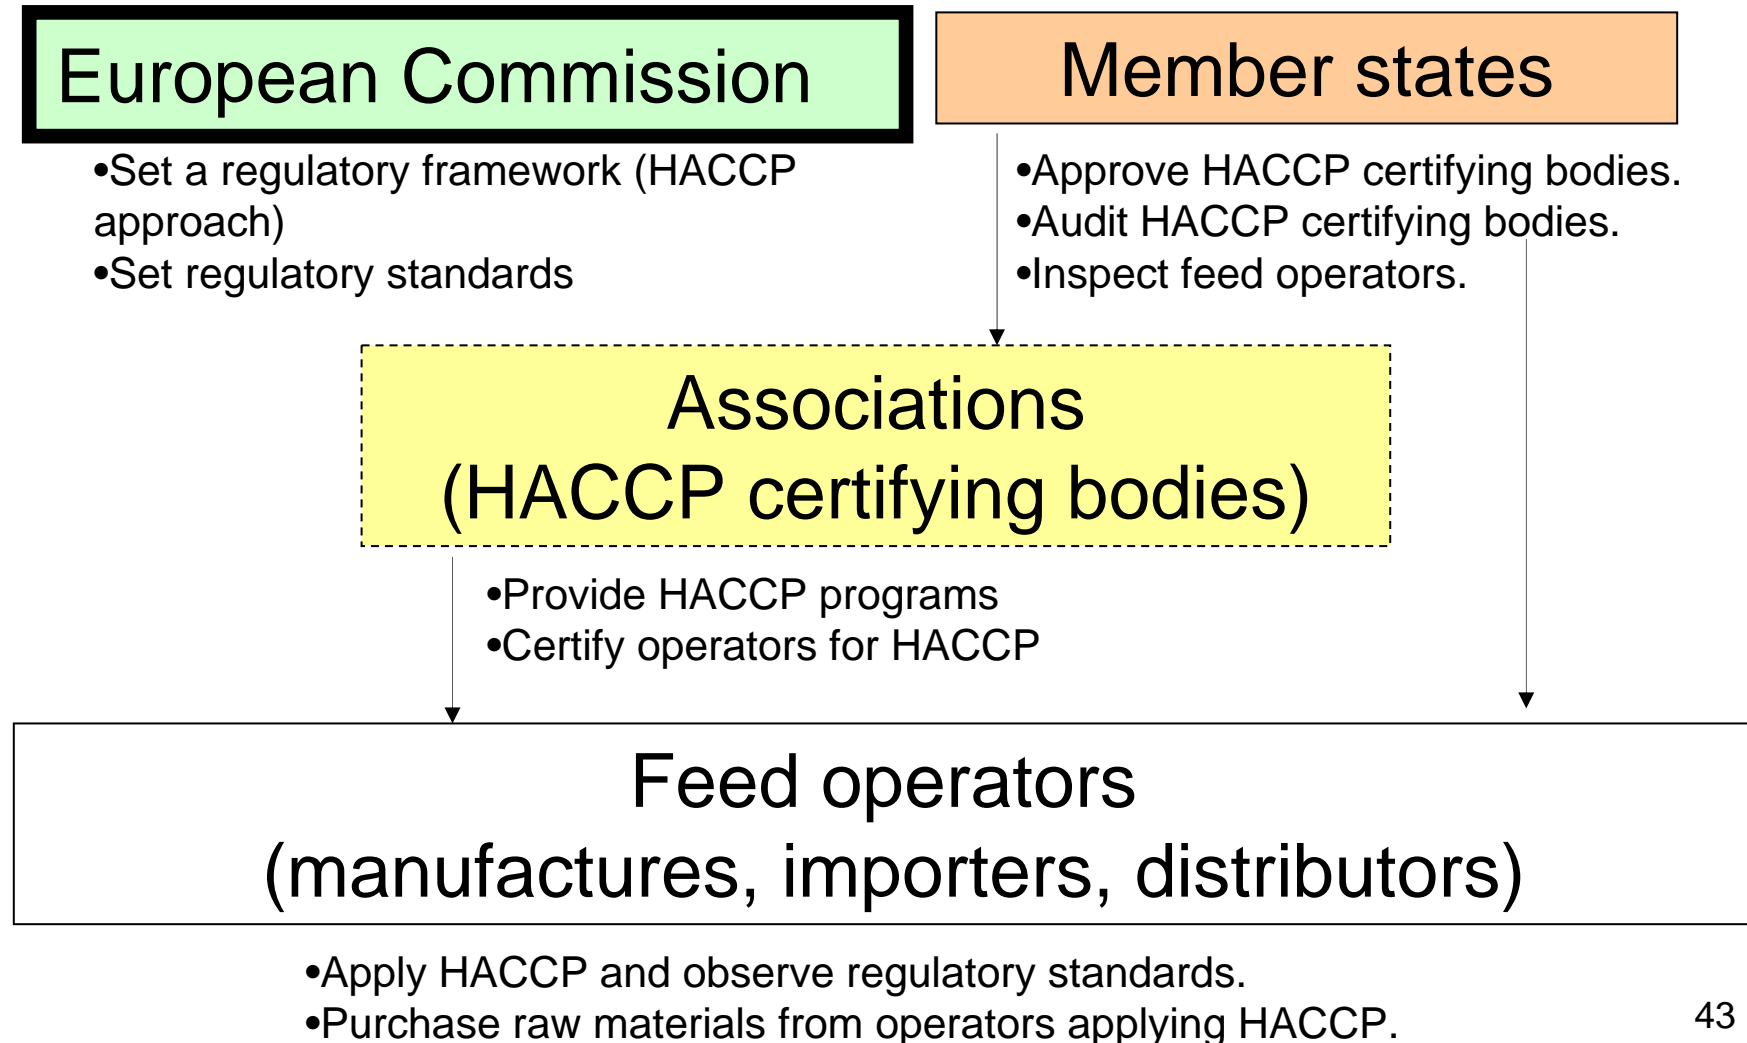 European Commission
•Set a regulatory framework (HACCP
approach)
•Set regulatory standards
Member states
•Approve HACCP certifying bodies.
•Audit HACCP certifying bodies.
•Inspect feed operators.
Associations
(HACCP certifying bodies)
•Provide HACCP programs
•Certify operators for HACCP
Feed operators
(manufactures, importers, distributors)
•Apply HACCP and observe regulatory standards.
•Purchase raw materials from operators applying HACCP.
43